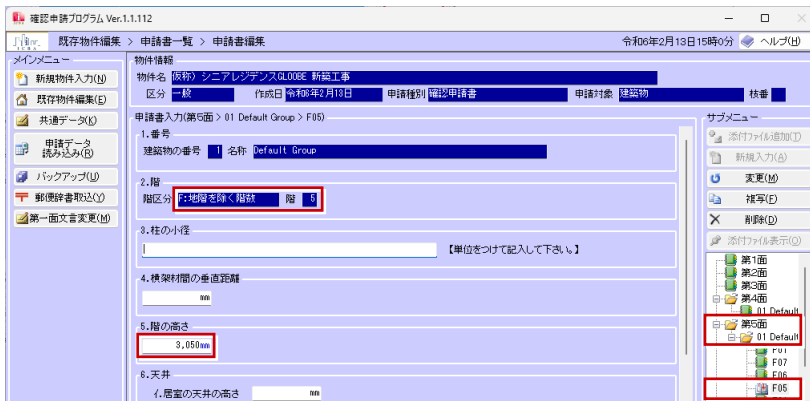 確認申請プログラム Ver.1.1.112
既存物件編集 > 申請書一覧 > 申請書編集
令和6年2月13日15時0分
ヘルプ(H)
メインメニュー
新規物件入力(N)
既存物件編集(E)
共通データ(K)
申請データ
読み込み(R)
バックアップ(U)
郵便辞書取込(Y)
第一面文言変更(M)
物件情報
物件名 仮称) シニアレジデンスGLOOBE 新築工事
区分 一般 作成日 令和6年2月13日 申請種別 確認申請書 申請対象 建築物 枝番
申請書入力(第5面 > 01 Default Group > F05)
1.番号
建築物の番号 1 名称 Default Group
2.階
階区分 F:地階を除く階数 階 5
3.柱の小径
【単位をつけて記入して下さい。】
4.横架材間の垂直距離
mm
5.階の高さ
3,050mm
6.天井
イ.居室の天井の高さ mm
サブメニュー
添付ファイル追加(T)
新規入力(A)
変更(M)
複写(F)
削除(D)
添付ファイル表示(O)
第1面
第2面
第3面
第4面
01 Default
第5面
01 Default
F01
F07
F06
F05